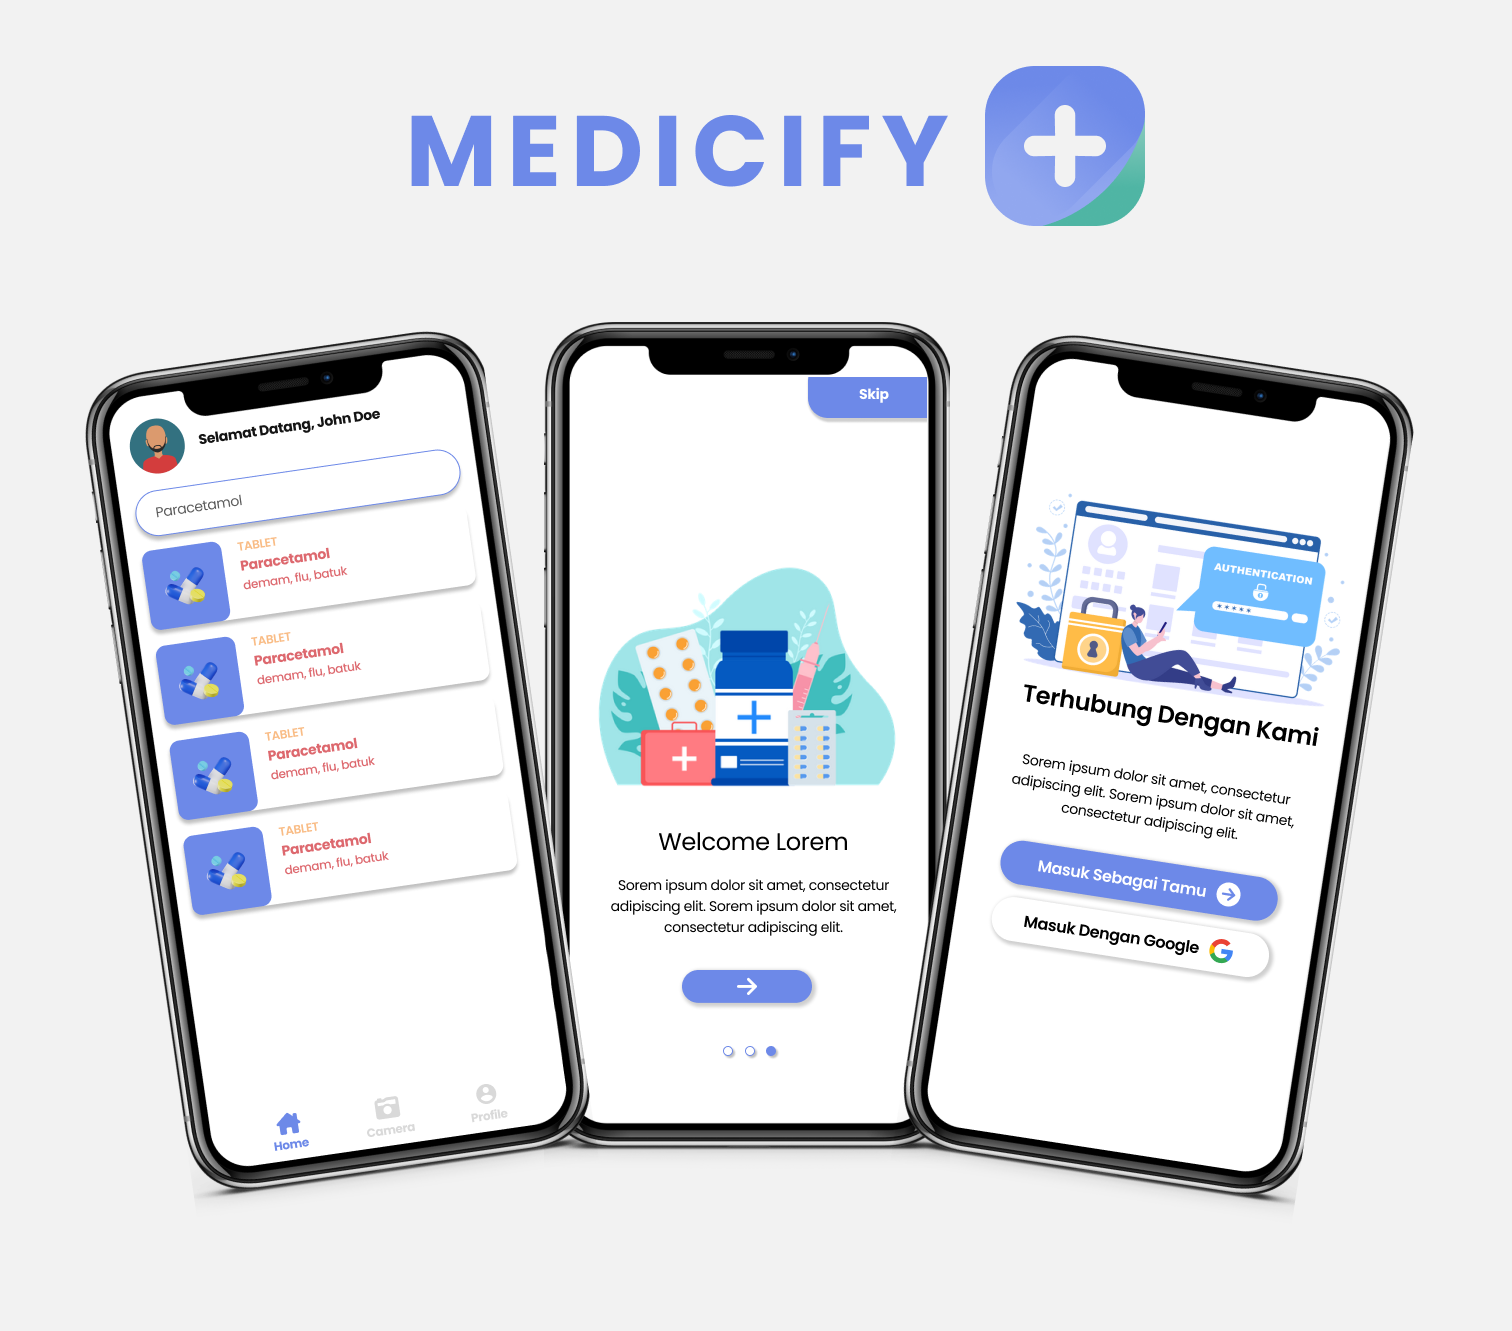 MEDICIFY
Selamat Datang, John Doe
Paracetamol
TABLET
Paracetamol
demam, flu, batuk
TABLET
Paracetamol
demam, flu, batuk
TABLET
Paracetamol
demam, flu, batuk
TABLET
Paracetamol
demam, flu, batuk
Home
Camera
Profile
Skip
Welcome Lorem
Sorem ipsum dolor sit amet, consectetur
adipiscing elit. Sorem ipsum dolor sit amet,
consectetur adipiscing elit.
AUTHENTICATION
*****
Terhubung Dengan Kami
Sorem ipsum dolor sit amet, consectetur
adipiscing elit. Sorem ipsum dolor sit amet,
consectetur adipiscing elit.
Masuk Sebagai Tamu
Masuk Dengan Google